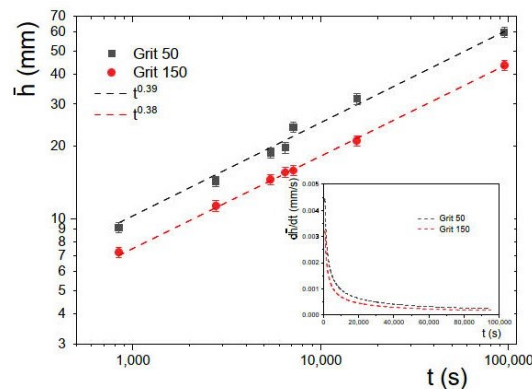 h̄ (mm)
70
60
50
40
30
20
10
9
8
7
6
5
4
3
Grit 50
Grit 150
t^0.39
t^0.38
1,000
10,000
100,000
t (s)
dh̄/dt (mm/s)
0.005
0.004
0.003
0.002
0.001
0.000
Grit 50
Grit 150
0
20,000
40,000
60,000
80,000
100,000
t (s)